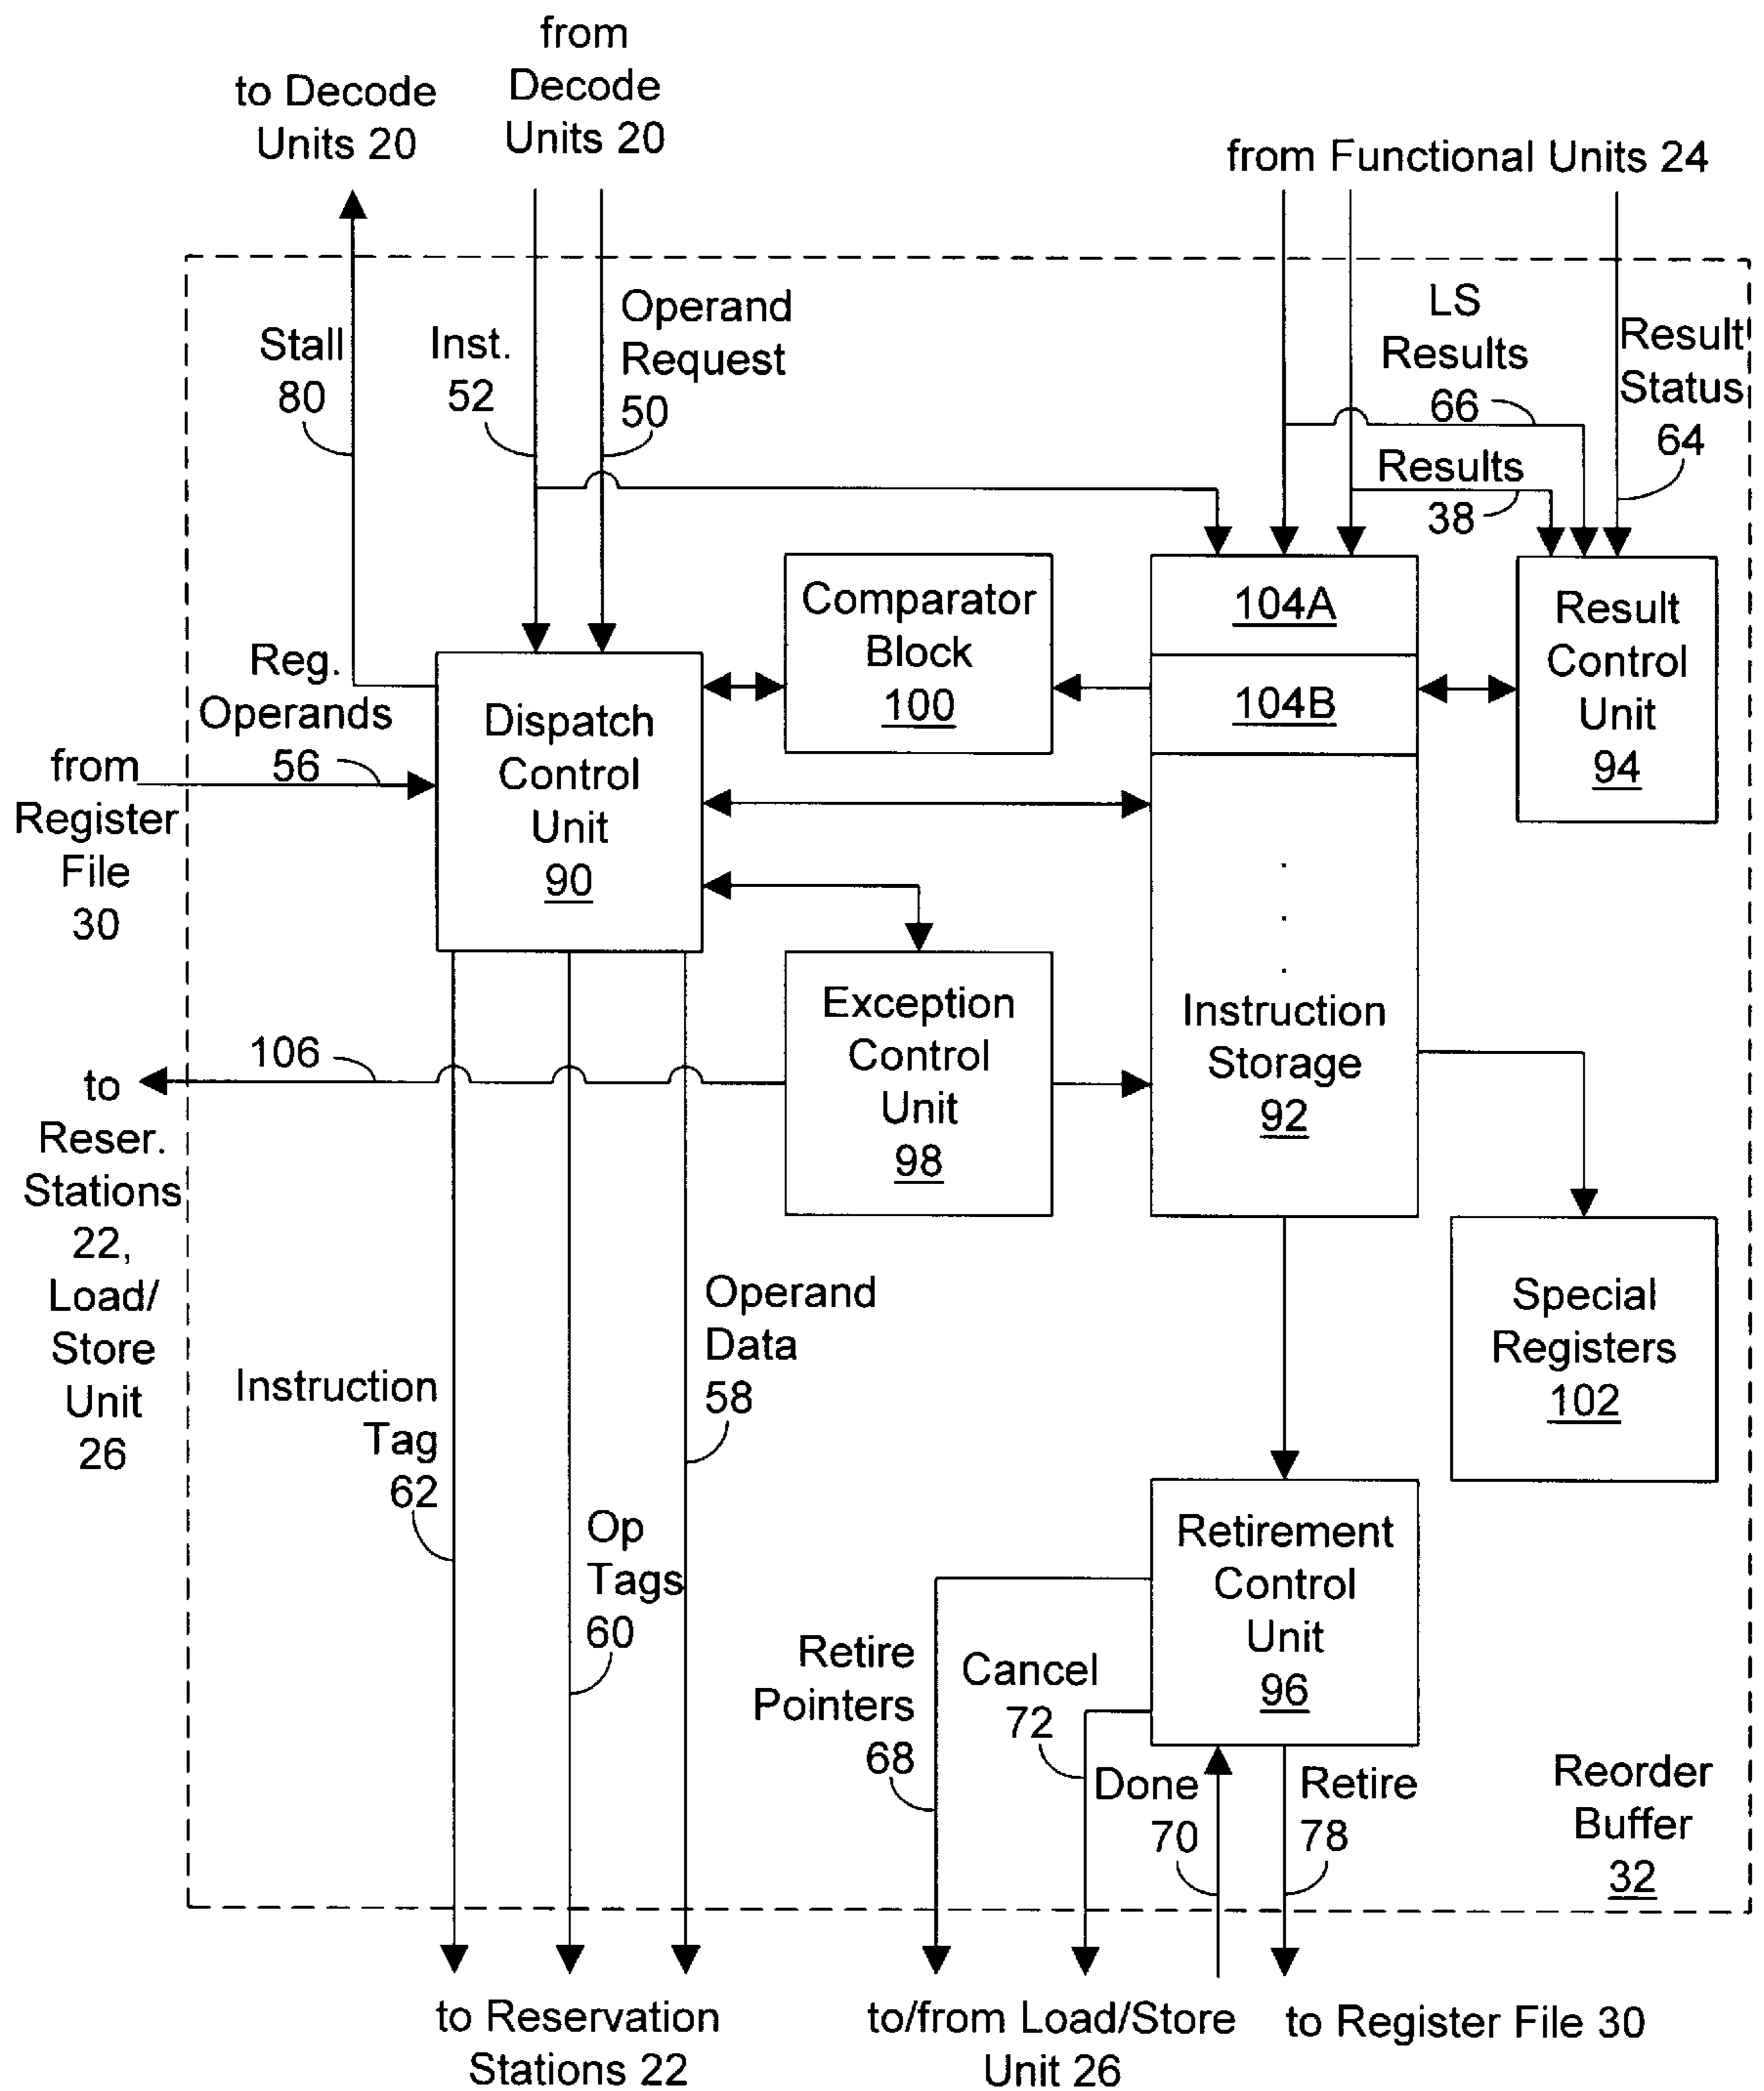 from
Decode
Units 20
to Decode
Units 20
from Functional Units 24
Stall
80
Inst.
52
Operand
Request
50
LS
Results
66
Result
Status
64
Results
38
Comparator
Block
100
104A
104B
Result
Control
Unit
94
Reg.
Operands
56
from
Register
File
30
Dispatch
Control
Unit
90
.
.
.
Instruction
Storage
92
Exception
Control
Unit
98
106
to
Reser.
Stations
22,
Load/
Store
Unit
26
Special
Registers
102
Operand
Data
58
Instruction
Tag
62
Op
Tags
60
Retirement
Control
Unit
96
Retire
Pointers
68
Cancel
72
Done
70
Retire
78
Reorder
Buffer
32
to Reservation
Stations 22
to/from Load/Store
Unit 26
to Register File 30